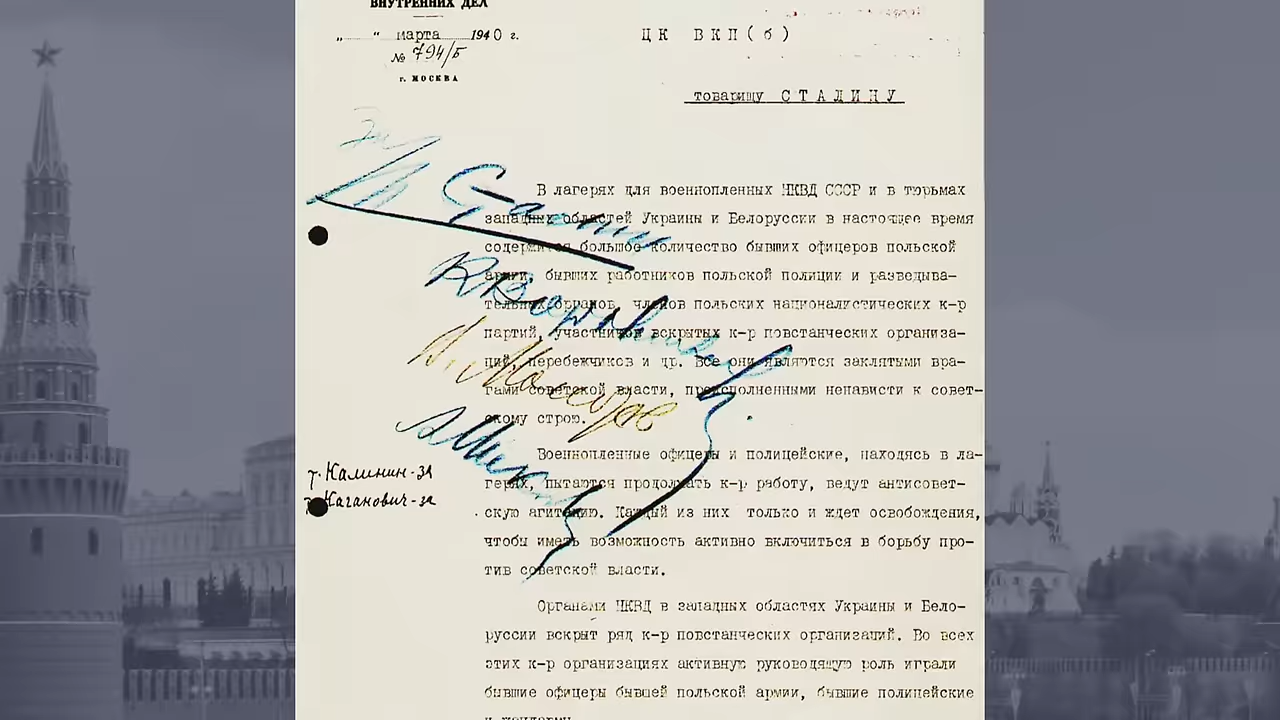 ВНУТРЕННИХ ДЕЛ
„ “ марта 1940 г.
№ 794/Б
г. МОСКВА
ЦК ВКП(б)
товарищу СТАЛИНУ
За
В лагерях для военнопленных НКВД СССР и в тюрьмах
западных областей Украины и Белоруссии в настоящее время
содержится большое количество бывших офицеров польской
армии, бывших работников польской полиции и разведыва-
тельных органов, членов польских националистических к-р
партий, участников вскрытых к-р повстанческих организа-
ций, перебежчиков и др. Все они являются заклятыми вра-
гами советской власти, преисполненными ненависти к совет-
скому строю.
Военнопленные офицеры и полицейские, находясь в ла-
герях, пытаются продолжать к-р работу, ведут антисовет-
скую агитацию. Каждый из них только и ждет освобождения,
чтобы иметь возможность активно включиться в борьбу про-
тив советской власти.
т. Калинин - за
т. Каганович - за
Органами НКВД в западных областях Украины и Бело-
руссии вскрыт ряд к-р повстанческих организаций. Во всех
этих к-р организациях активную руководящую роль играли
бывшие офицеры бывшей польской армии, бывшие полицейские
и жандармы.